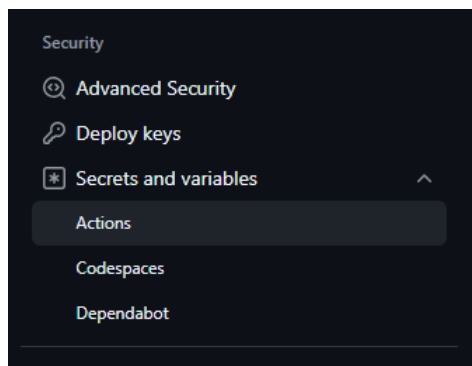 Security
Advanced Security
Deploy keys
Secrets and variables
Actions
Codespaces
Dependabot